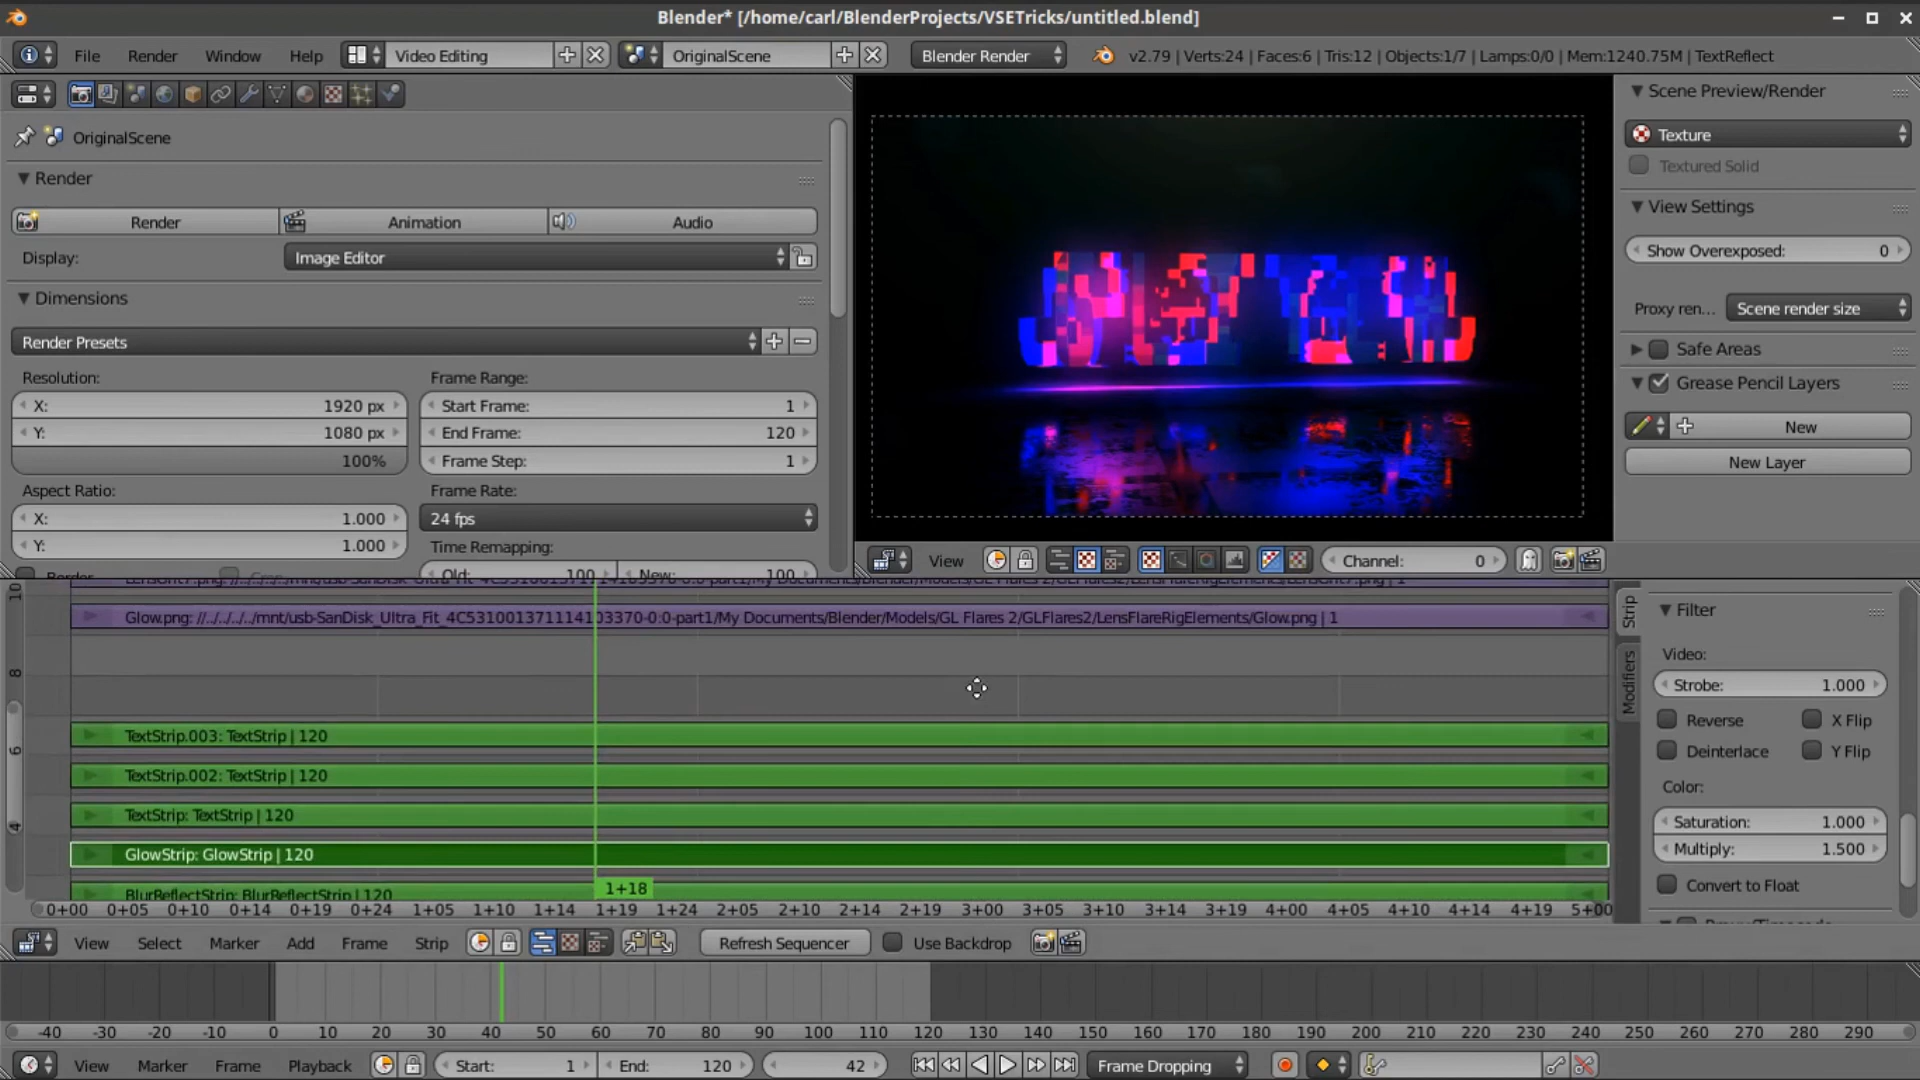 Blender* [/home/carl/BlenderProjects/VSETricks/untitled.blend]
File Render Window Help Video Editing OriginalScene Blender Render v2.79 | Verts:24 | Faces:6 | Tris:12 | Objects:1/7 | Lamps:0/0 | Mem:1240.75M | TextReflect
OriginalScene
Render
Render Animation Audio
Display: Image Editor
Dimensions
Render Presets
Resolution: Frame Range:
X: 1920 px Start Frame: 1
Y: 1080 px End Frame: 120
100% Frame Step: 1
Aspect Ratio: Frame Rate:
X: 1.000 24 fps
Y: 1.000 Time Remapping:
Old: 100 New: 100
View Channel: 0
Scene Preview/Render
Texture
Textured Solid
View Settings
Show Overexposed: 0
Proxy ren... Scene render size
Safe Areas
Grease Pencil Layers
New
New Layer
10
Glow.png: //../../../../mnt/usb-SanDisk_Ultra_Fit_4C531001371114103370-0:0-part1/My Documents/Blender/Models/GL Flares 2/GLFlares2/LensFlareRigElements/Glow.png | 1
8
TextStrip.003: TextStrip | 120
6
TextStrip.002: TextStrip | 120
TextStrip: TextStrip | 120
4
GlowStrip: GlowStrip | 120
BlurReflectStrip: BlurReflectStrip | 120
1+18
0+00 0+05 0+10 0+14 0+19 0+24 1+05 1+10 1+14 1+19 1+24 2+05 2+10 2+14 2+19 3+00 3+05 3+10 3+14 3+19 4+00 4+05 4+10 4+14 4+19 5+00
Strip
Modifiers
Filter
Video:
Strobe: 1.000
Reverse X Flip
Deinterlace Y Flip
Color:
Saturation: 1.000
Multiply: 1.500
Convert to Float
View Select Marker Add Frame Strip Refresh Sequencer Use Backdrop
-40 -30 -20 -10 0 10 20 30 40 50 60 70 80 90 100 110 120 130 140 150 160 170 180 190 200 210 220 230 240 250 260 270 280 290
View Marker Frame Playback Start: 1 End: 120 42 Frame Dropping